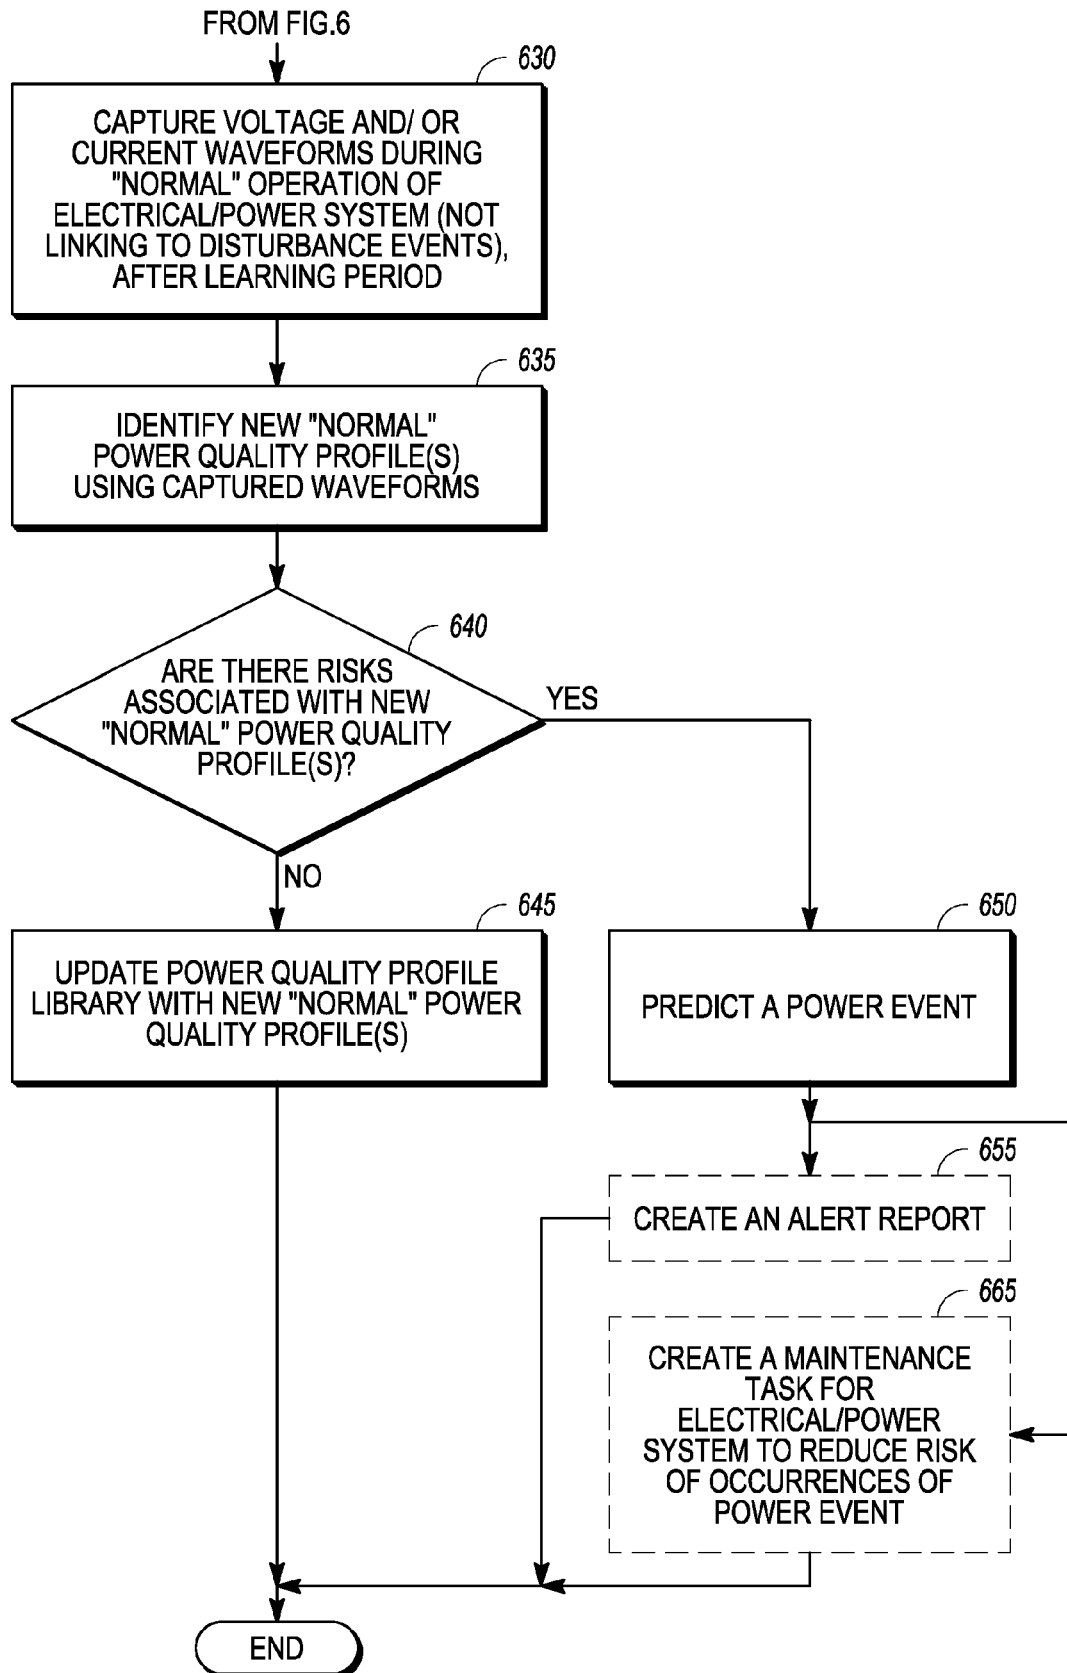 FROM FIG.6
630
CAPTURE VOLTAGE AND/ OR
CURRENT WAVEFORMS DURING
"NORMAL" OPERATION OF
ELECTRICAL/POWER SYSTEM (NOT
LINKING TO DISTURBANCE EVENTS),
AFTER LEARNING PERIOD
635
IDENTIFY NEW "NORMAL"
POWER QUALITY PROFILE(S)
USING CAPTURED WAVEFORMS
640
ARE THERE RISKS
ASSOCIATED WITH NEW
"NORMAL" POWER QUALITY
PROFILE(S)?
YES
NO
645
UPDATE POWER QUALITY PROFILE
LIBRARY WITH NEW "NORMAL" POWER
QUALITY PROFILE(S)
650
PREDICT A POWER EVENT
655
CREATE AN ALERT REPORT
665
CREATE A MAINTENANCE
TASK FOR
ELECTRICAL/POWER
SYSTEM TO REDUCE RISK
OF OCCURRENCES OF
POWER EVENT
END